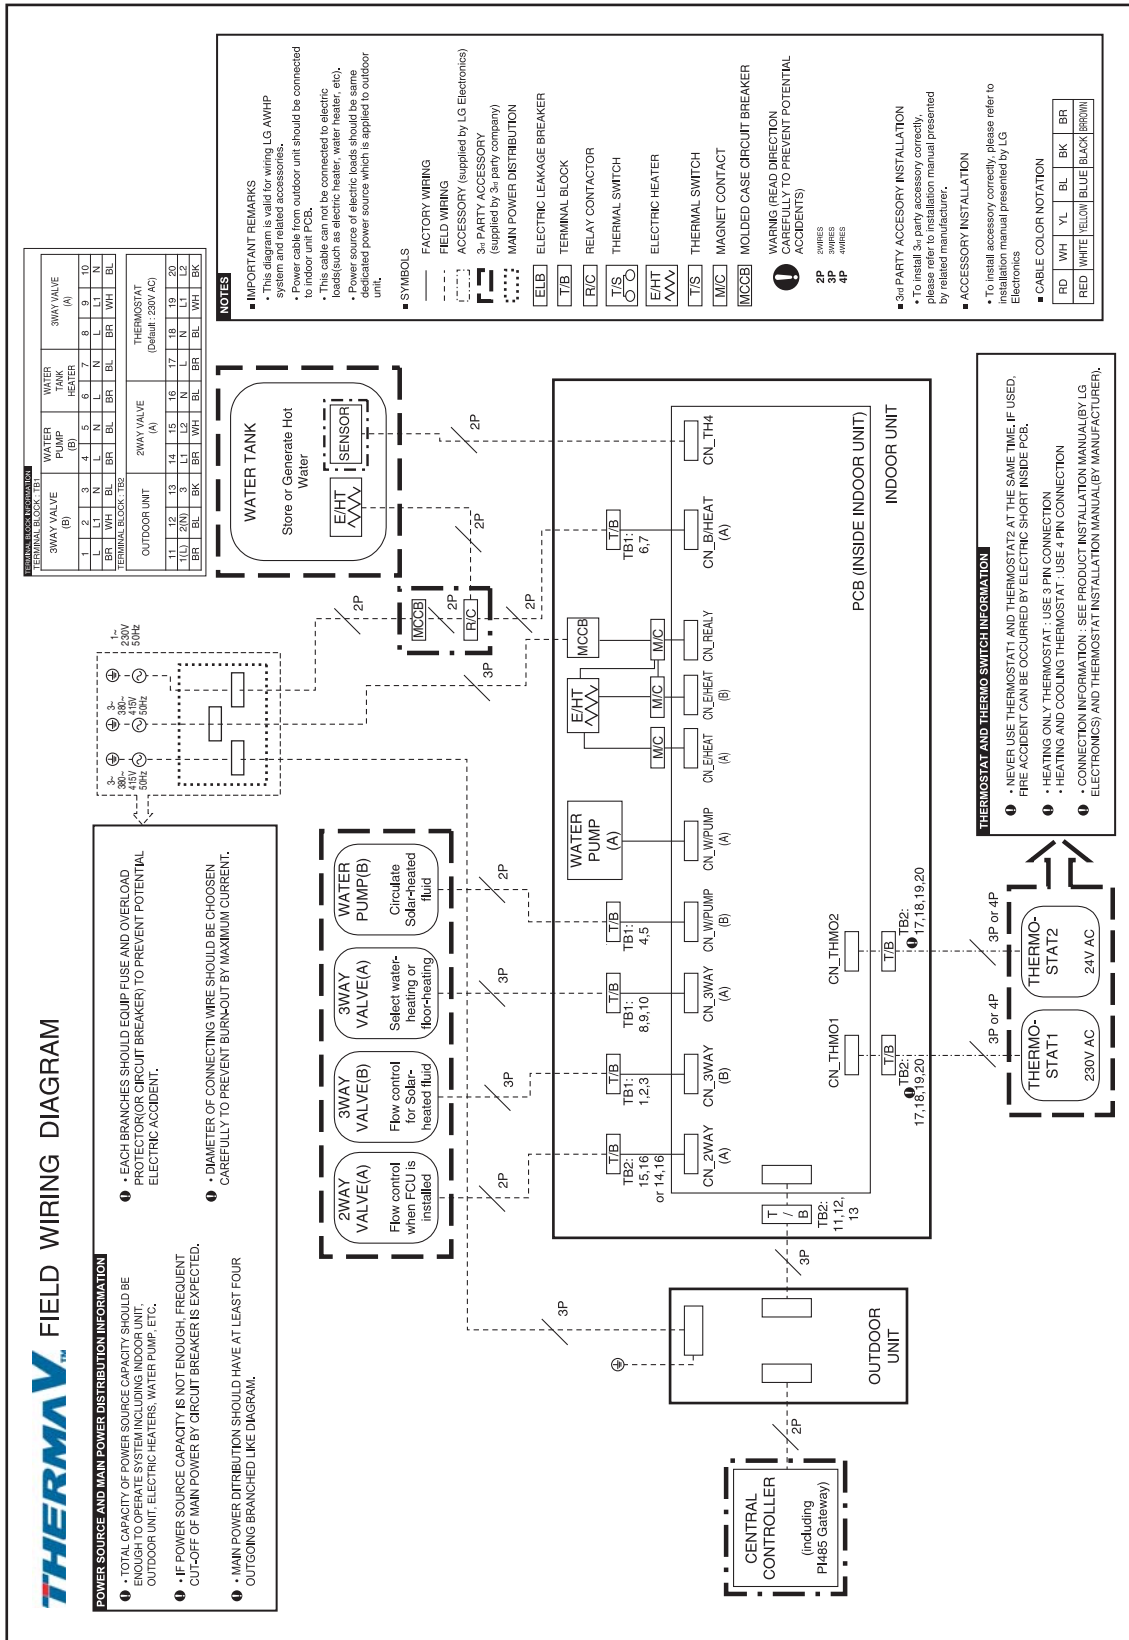 THERMAV™ FIELD WIRING DIAGRAM
POWER SOURCE AND MAIN POWER DISTRIBUTION INFORMATION
• TOTAL CAPACITY OF POWER SOURCE CAPACITY SHOULD BE
ENOUGH TO OPERATE SYSTEM INCLUDING INDOOR UNIT,
OUTDOOR UNIT, ELECTRIC HEATERS, WATER PUMP, ETC.
• IF POWER SOURCE CAPACITY IS NOT ENOUGH, FREQUENT
CUT-OFF OF MAIN POWER BY CIRCUIT BREAKER IS EXPECTED.
• MAIN POWER DITRIBUTION SHOULD HAVE AT LEAST FOUR
OUTGOING BRANCHED LIKE DIAGRAM.
• EACH BRANCHES SHOULD EQUIP FUSE AND OVERLOAD
PROTECTOR(OR CIRCUIT BREAKER) TO PREVENT POTENTIAL
ELECTRIC ACCIDENT.
• DIAMETER OF CONNECTING WIRE SHOULD BE CHOOSEN
CAREFULLY TO PREVENT BURN-OUT BY MAXIMUM CURRENT.
3~
380~
415V
50Hz
3~
380~
415V
50Hz
1~
230V
50Hz
TERMINAL BLOCK INFORMATION
TERMINAL BLOCK : TB1
3WAY VALVE (B) WATER PUMP (B) WATER TANK HEATER 3WAY VALVE (A)
1 2 3 4 5 6 7 8 9 10
L L1 N L N L N L L1 N
BR WH BL BR BL BR BL BR WH BL
TERMINAL BLOCK : TB2
OUTDOOR UNIT 2WAY VALVE (A) THERMOSTAT (Default : 230V AC)
11 12 13 14 15 16 17 18 19 20
1(L) 2(N) 3 L1 L2 N L N L1 L2
BR BL BK BR WH BL BR BL WH BK
2WAY
VALVE(A)
Flow control
when FCU is
installed
3WAY
VALVE(B)
Flow control
for Solar-
heated fluid
3WAY
VALVE(A)
Select water-
heating or
floor-heating
WATER
PUMP(B)
Circulate
Solar-heated
fluid
WATER TANK
Store or Generate Hot
Water
E/HT
SENSOR
MCCB
2P
R/C
2P
2P
2P
2P
3P
3P
2P
3P
3P
2P
T/B
TB2:
15,16
or 14,16
CN_2WAY
(A)
T/B
TB1:
1,2,3
CN_3WAY
(B)
T/B
TB1:
8,9,10
CN_3WAY
(A)
T/B
TB1:
4,5
CN_W/PUMP
(B)
WATER
PUMP
(A)
CN_W/PUMP
(A)
E/HT
MCCB
M/C
M/C
M/C
CN_E/HEAT
(A)
CN_E/HEAT
(B)
CN_REALY
T/B
TB1:
6,7
CN_B/HEAT
(A)
CN_TH4
PCB (INSIDE INDOOR UNIT)
INDOOR UNIT
T / B
TB2:
11,12,
13
3P
OUTDOOR
UNIT
2P
CENTRAL
CONTROLLER
(including
PI485 Gateway)
CN_THMO1
T/B
TB2:
17,18,19,20
CN_THMO2
T/B
TB2:
17,18,19,20
3P or 4P
3P or 4P
THERMO-
STAT1
230V AC
THERMO-
STAT2
24V AC
THERMOSTAT AND THERMO SWITCH INFORMATION
• NEVER USE THERMOSTAT1 AND THERMOSTAT2 AT THE SAME TIME. IF USED,
FIRE ACCIDENT CAN BE OCCURRED BY ELECTRIC SHORT INSIDE PCB.
• HEATING ONLY THERMOSTAT : USE 3 PIN CONNECTION
• HEATING AND COOLING THERMOSTAT : USE 4 PIN CONNECTION
• CONNECTION INFORMATION : SEE PRODUCT INSTALLATION MANUAL(BY LG
ELECTRONICS) AND THERMOSTAT INSTALLATION MANUAL(BY MANUFACTURER).
NOTES
■ IMPORTANT REMARKS
• This diagram is valid for wiring LG AWHP
system and related accessories.
• Power cable from outdoor unit should be connected
to indoor unit PCB.
• This cable can not be connected to electric
loads(such as electric heater, water heater, etc).
• Power source of electric loads should be same
dedicated power source which is applied to outdoor
unit.
■ SYMBOLS
FACTORY WIRING
FIELD WIRING
ACCESSORY (supplied by LG Electronics)
3rd PARTY ACCESSORY
(supplied by 3rd party company)
MAIN POWER DISTRIBUTION
ELB ELECTRIC LEAKAGE BREAKER
T/B TERMINAL BLOCK
R/C RELAY CONTACTOR
T/S THERMAL SWITCH
E/HT ELECTRIC HEATER
T/S THERMAL SWITCH
M/C MAGNET CONTACT
MCCB MOLDED CASE CIRCUIT BREAKER
WARNIG (READ DIRECTION
CAREFULLY TO PREVENT POTENTIAL
ACCIDENTS)
2P 2WIRES
3P 3WIRES
4P 4WIRES
■ 3rd PARTY ACCESORY INSTALLATION
• To install 3rd party accessory correctly,
please refer to installation manual presented
by related manufacturer.
■ ACCESSORY INSTALLATION
• To install accessory correctly, please refer to
installation manual presented by LG
Electronics
■ CABLE COLOR NOTATION
RD WH YL BL BK BR
RED WHITE YELLOW BLUE BLACK BRROWN